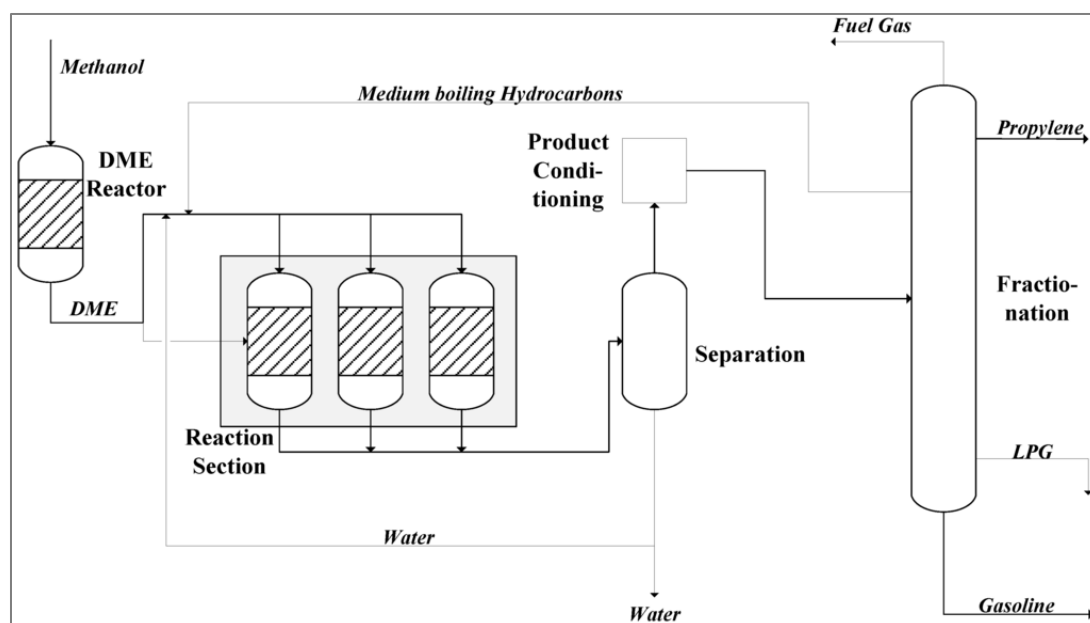 Fuel Gas
Methanol
Medium boiling Hydrocarbons
Propylene
Product
Condi-
tioning
DME
Reactor
DME
Fractio-
nation
Separation
Reaction
Section
LPG
Water
Water
Gasoline